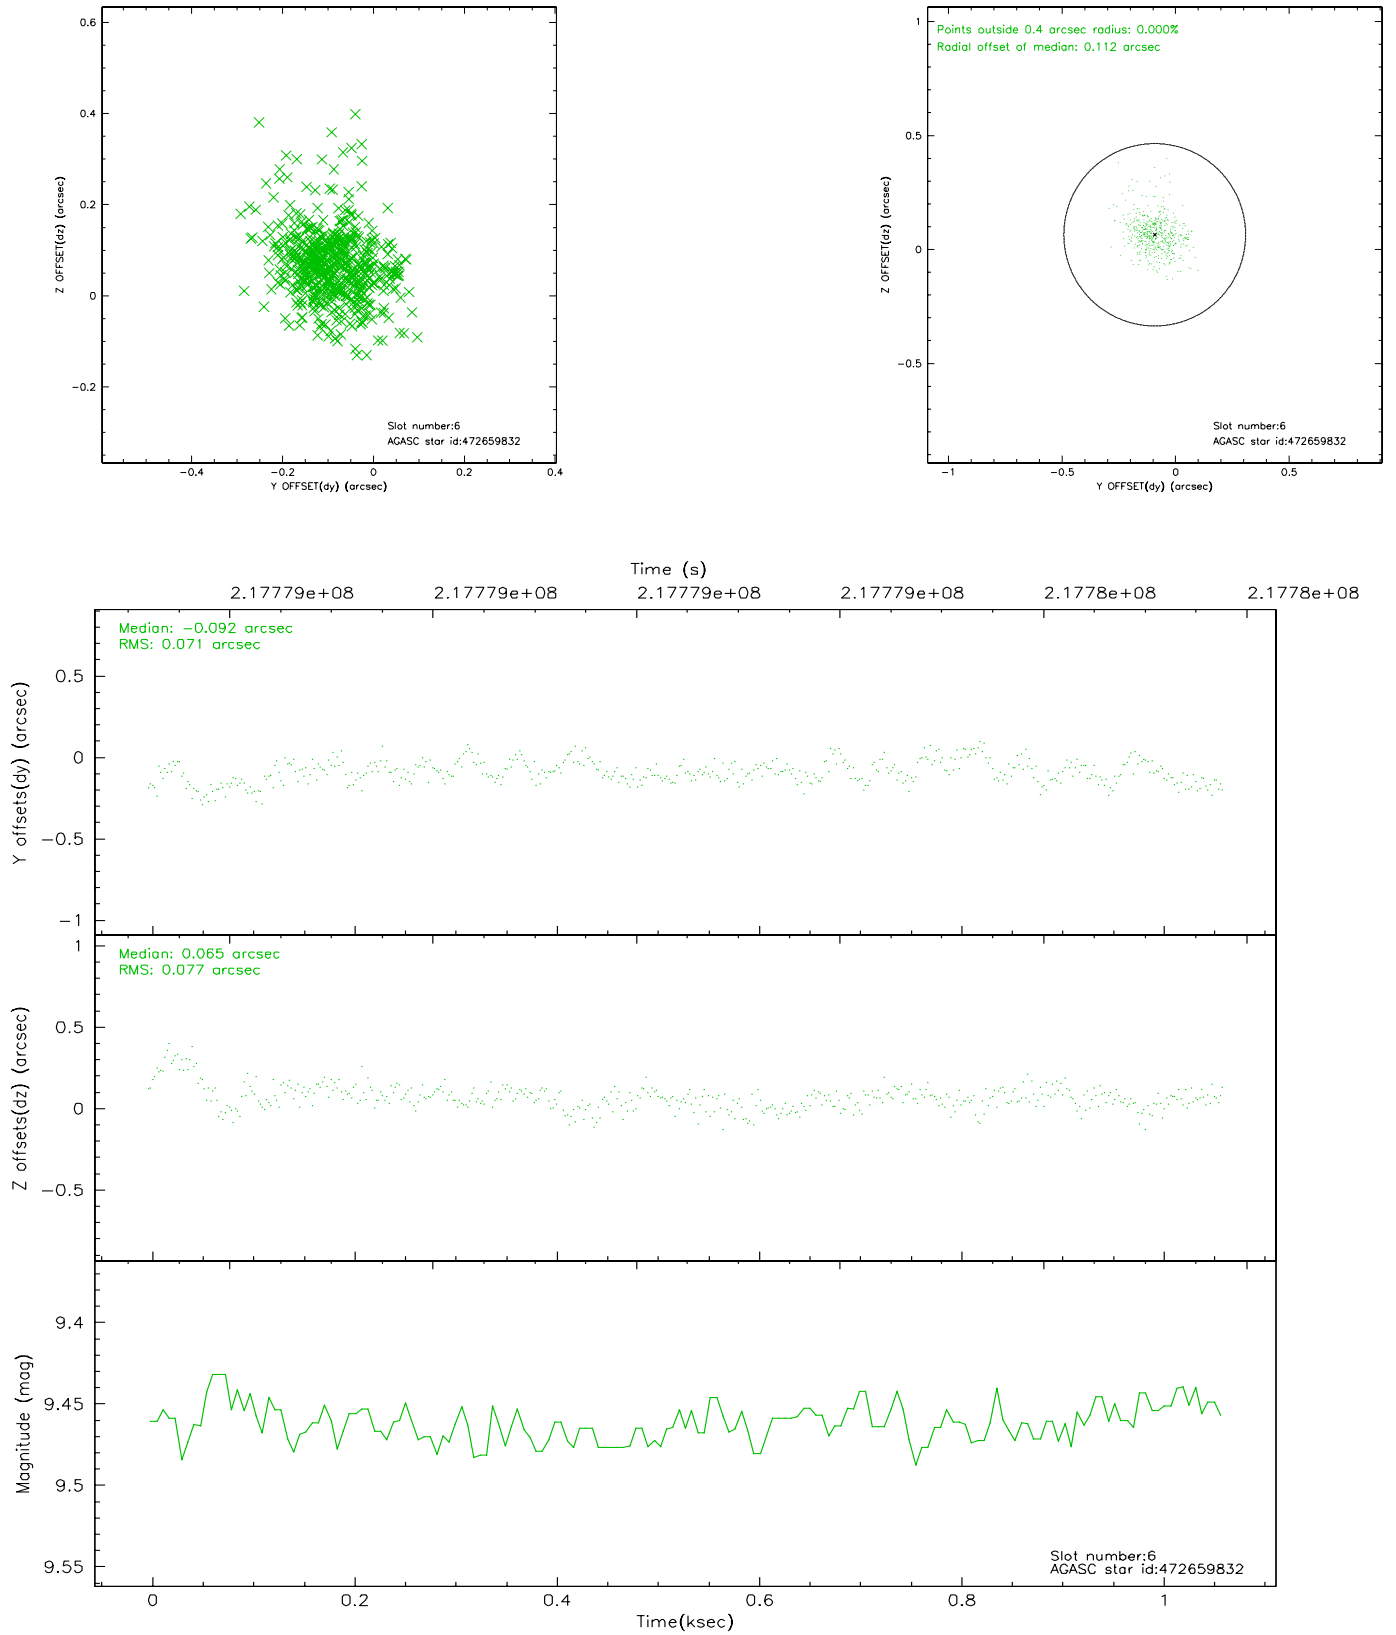 0.6
0.4
0.2
0
−0.2
Z OFFSET(dz) (arcsec)
Slot number:6
AGASC star id:472659832
−0.4
−0.2
0
0.2
0.4
Y OFFSET(dy) (arcsec)
Points outside 0.4 arcsec radius: 0.000%
Radial offset of median: 0.112 arcsec
1
0.5
0
−0.5
Z OFFSET(dz) (arcsec)
Slot number:6
AGASC star id:472659832
−1
−0.5
0
0.5
Y OFFSET(dy) (arcsec)
Time (s)
2.17779e+08
2.17779e+08
2.17779e+08
2.17779e+08
2.1778e+08
2.1778e+08
Median: −0.092 arcsec
RMS: 0.071 arcsec
0.5
0
−0.5
−1
Y offsets(dy) (arcsec)
Median: 0.065 arcsec
RMS: 0.077 arcsec
1
0.5
0
−0.5
Z offsets(dz) (arcsec)
9.4
9.45
9.5
9.55
Magnitude (mag)
Slot number:6
AGASC star id:472659832
0
0.2
0.4
0.6
0.8
1
Time(ksec)